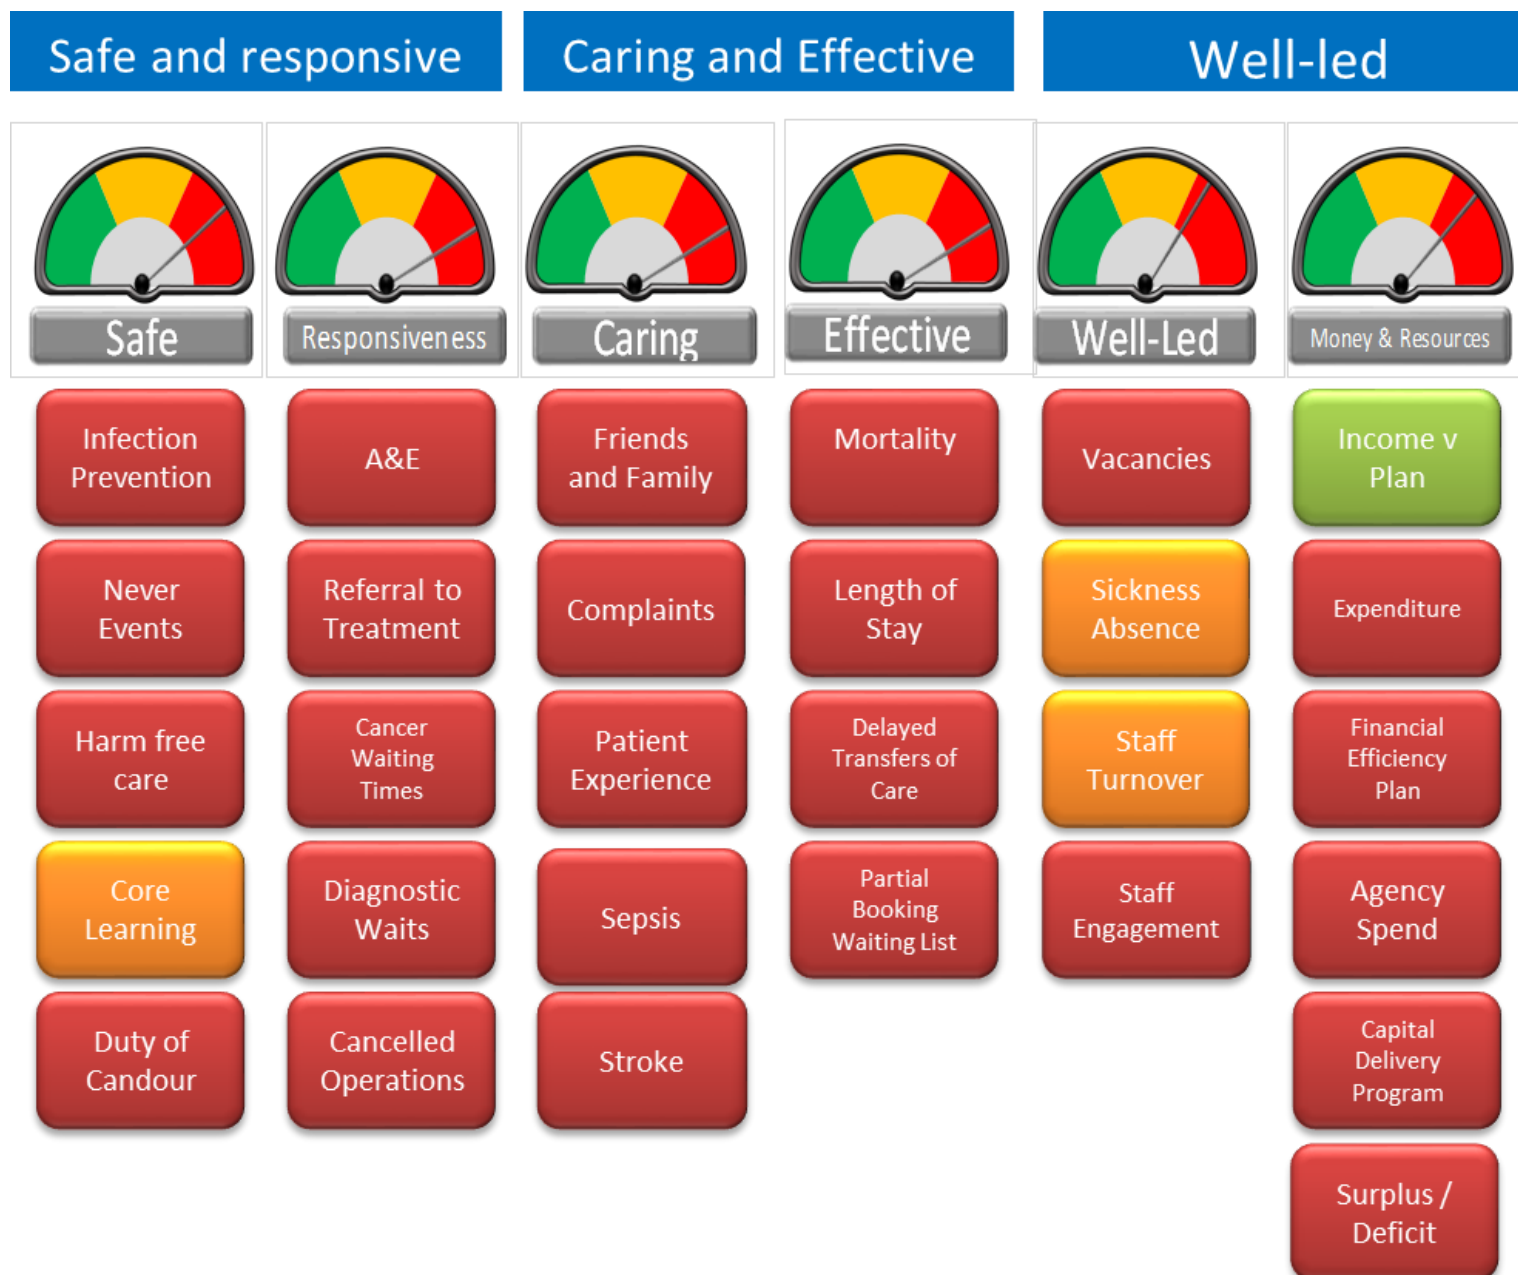 Safe and responsive
Caring and Effective
Well-led
Safe
Responsiveness
Caring
Effective
Well-Led
Money & Resources
Infection
Prevention
Never
Events
Harm free
care
Core
Learning
Duty of
Candour
A&E
Referral to
Treatment
Cancer
Waiting
Times
Diagnostic
Waits
Cancelled
Operations
Friends
and Family
Complaints
Patient
Experience
Sepsis
Stroke
Mortality
Length of
Stay
Delayed
Transfers of
Care
Partial
Booking
Waiting List
Vacancies
Sickness
Absence
Staff
Turnover
Staff
Engagement
Income v
Plan
Expenditure
Financial
Efficiency
Plan
Agency
Spend
Capital
Delivery
Program
Surplus /
Deficit